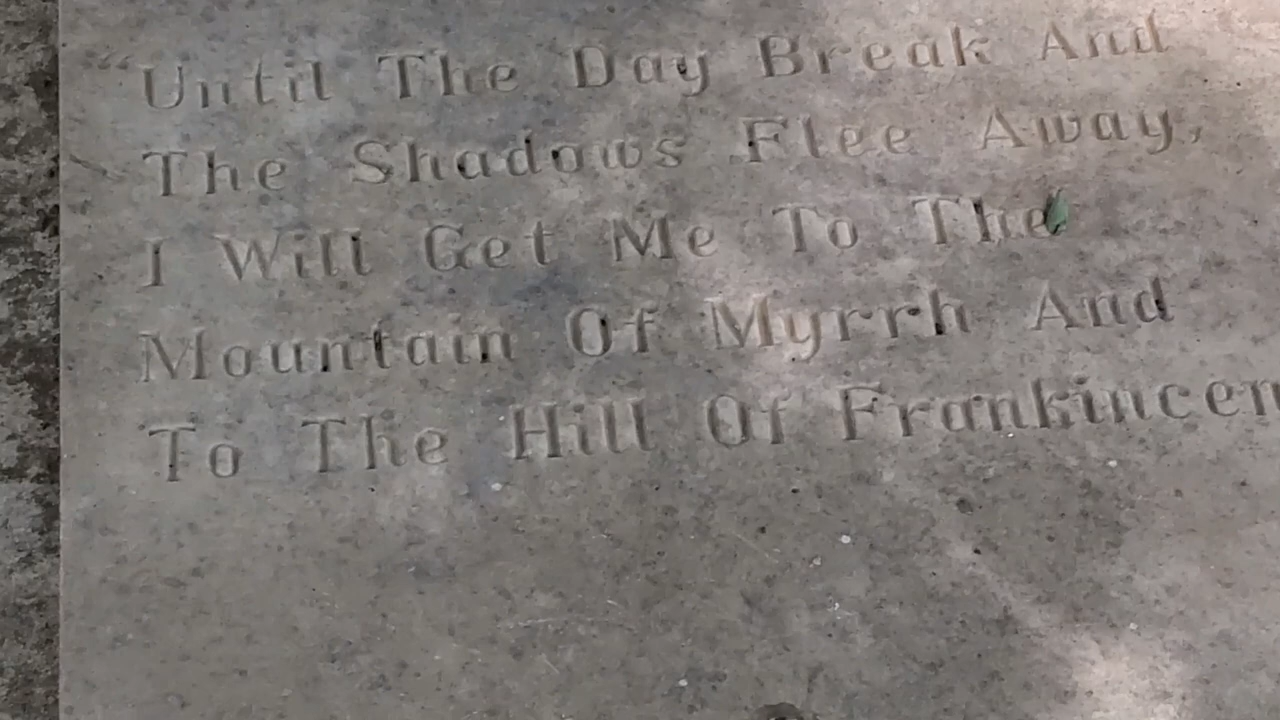 “Until The Day Break And
The Shadows Flee Away,
I Will Get Me To The
Mountain Of Myrrh And
To The Hill Of Frankincen